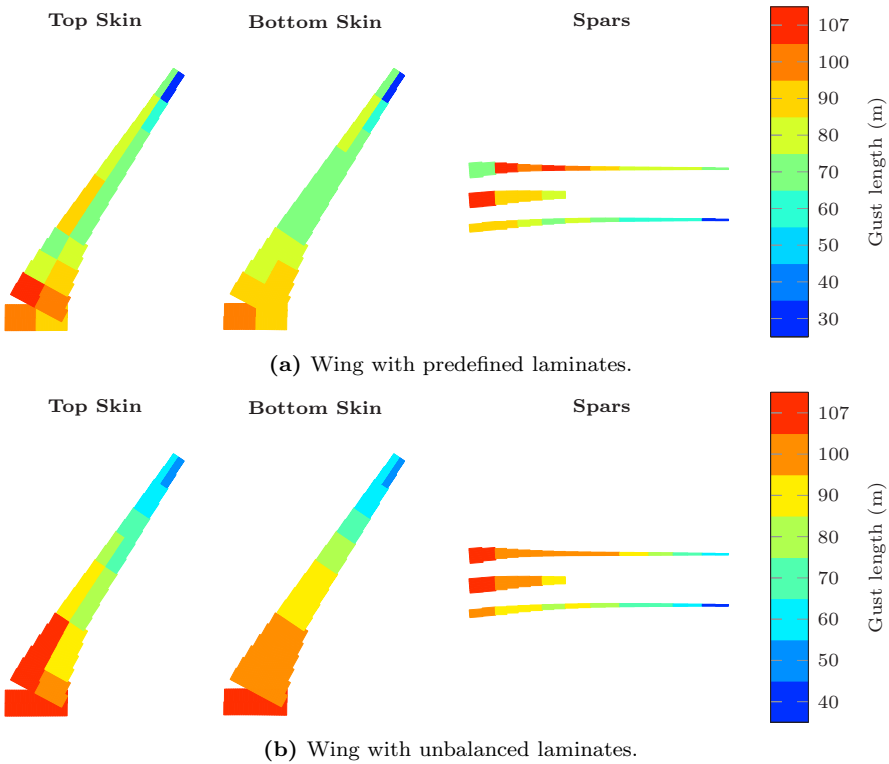 Top Skin Bottom Skin Spars
107
100
90
80
70
60
50
40
30
Gust length (m)
(a) Wing with predefined laminates.
Top Skin Bottom Skin Spars
107
100
90
80
70
60
50
40
Gust length (m)
(b) Wing with unbalanced laminates.